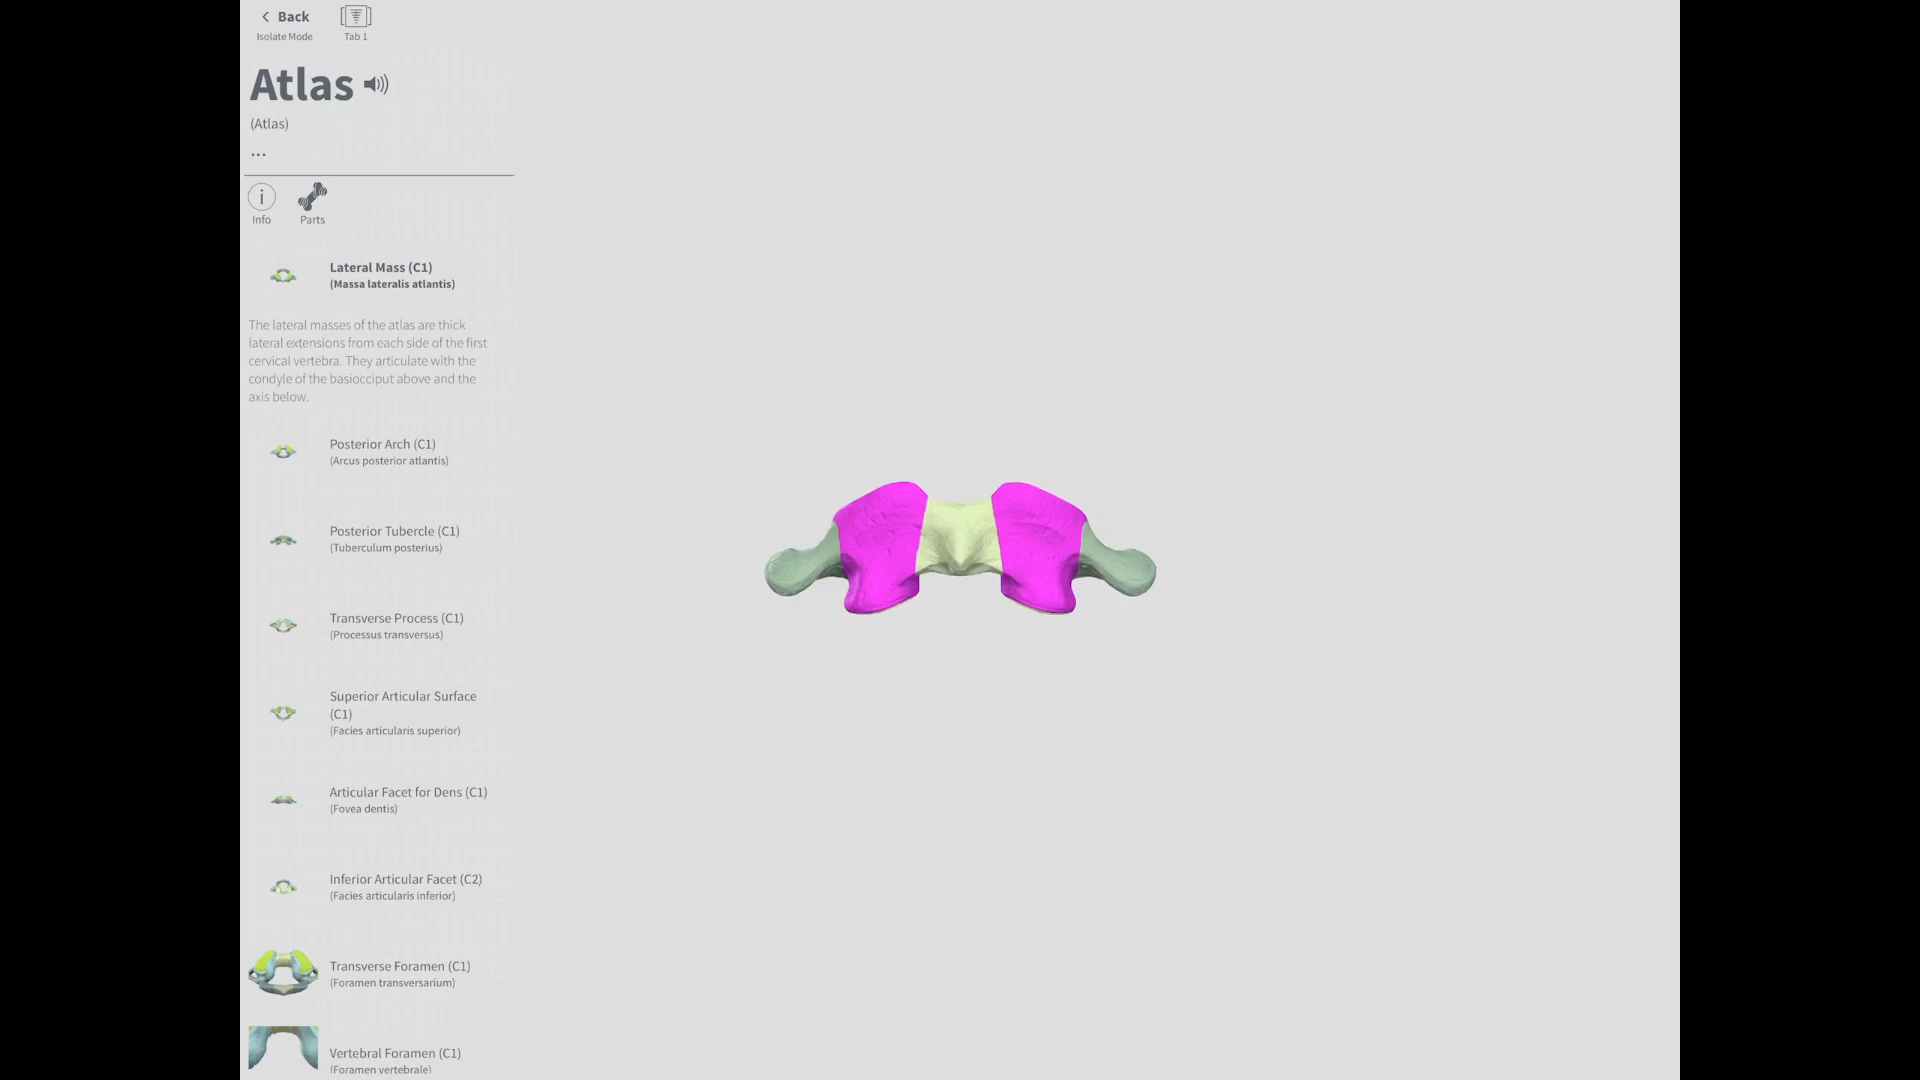 Back
Isolate Mode
Tab 1
Atlas
(Atlas)
...
Info
Parts
Lateral Mass (C1)
(Massa lateralis atlantis)
The lateral masses of the atlas are thick
lateral extensions from each side of the first
cervical vertebra. They articulate with the
condyle of the basiocciput above and the
axis below.
Posterior Arch (C1)
(Arcus posterior atlantis)
Posterior Tubercle (C1)
(Tuberculum posterius)
Transverse Process (C1)
(Processus transversus)
Superior Articular Surface
(C1)
(Facies articularis superior)
Articular Facet for Dens (C1)
(Fovea dentis)
Inferior Articular Facet (C2)
(Facies articularis inferior)
Transverse Foramen (C1)
(Foramen transversarium)
Vertebral Foramen (C1)
(Foramen vertebrale)